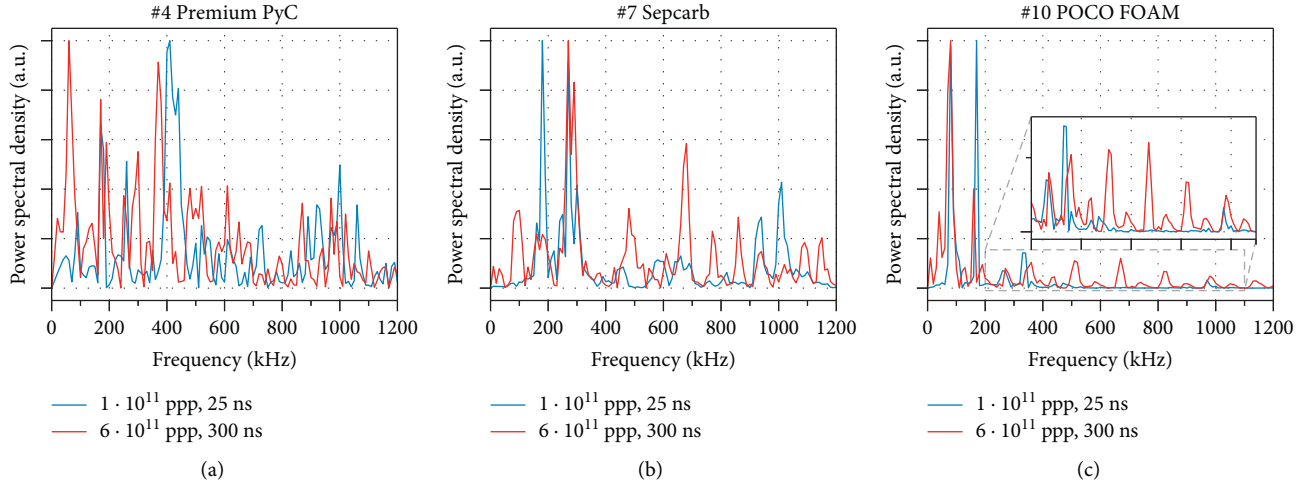 #4 Premium PyC
Power spectral density (a.u.)
0 200 400 600 800 1000 1200
Frequency (kHz)
1 · 10¹¹ ppp, 25 ns
6 · 10¹¹ ppp, 300 ns
(a)
#7 Sepcarb
Power spectral density (a.u.)
0 200 400 600 800 1000 1200
Frequency (kHz)
1 · 10¹¹ ppp, 25 ns
6 · 10¹¹ ppp, 300 ns
(b)
#10 POCO FOAM
Power spectral density (a.u.)
0 200 400 600 800 1000 1200
Frequency (kHz)
1 · 10¹¹ ppp, 25 ns
6 · 10¹¹ ppp, 300 ns
(c)